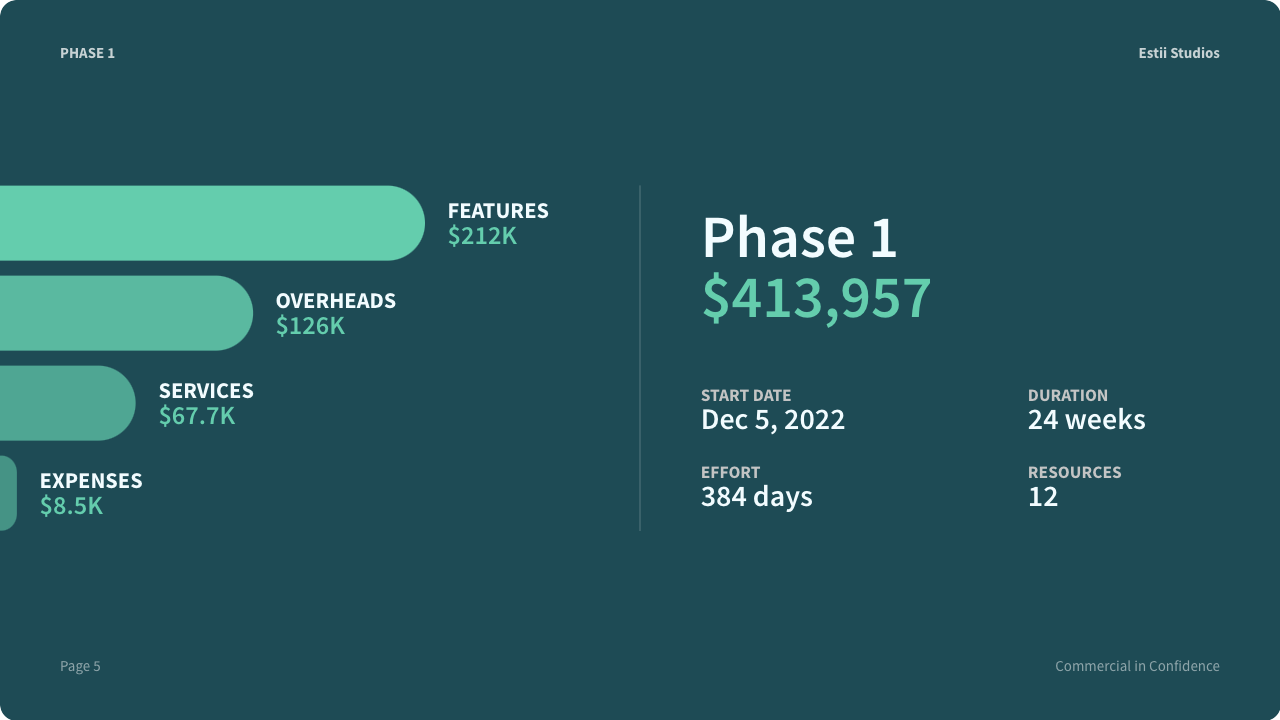 PHASE 1
Estii Studios
FEATURES
$212K
OVERHEADS
$126K
SERVICES
$67.7K
EXPENSES
$8.5K
Phase 1
$413,957
START DATE
Dec 5, 2022
DURATION
24 weeks
EFFORT
384 days
RESOURCES
12
Page 5
Commercial in Confidence